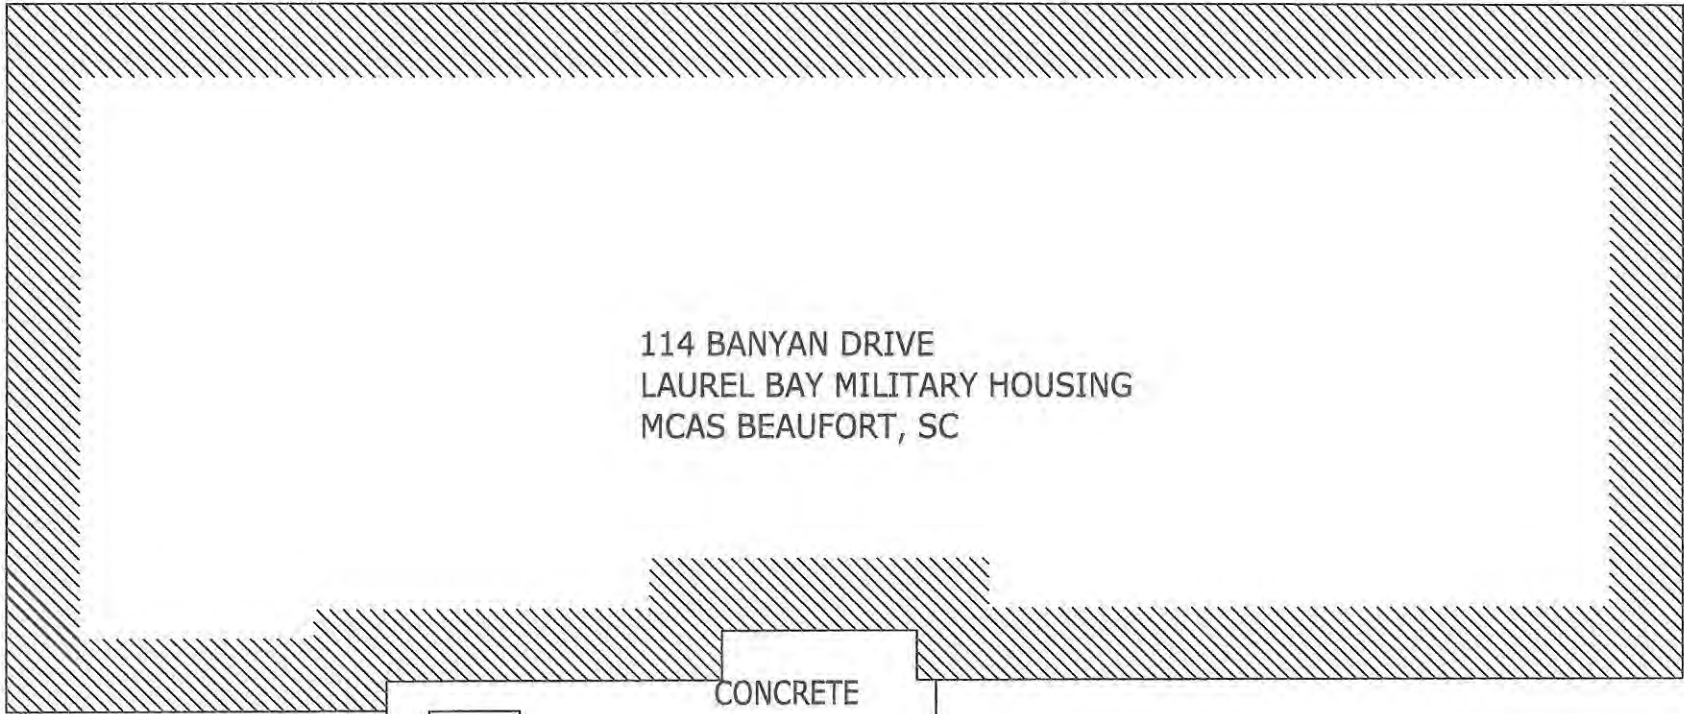 114 BANYAN DRIVE
LAUREL BAY MILITARY HOUSING
MCAS BEAUFORT, SC
CONCRETE